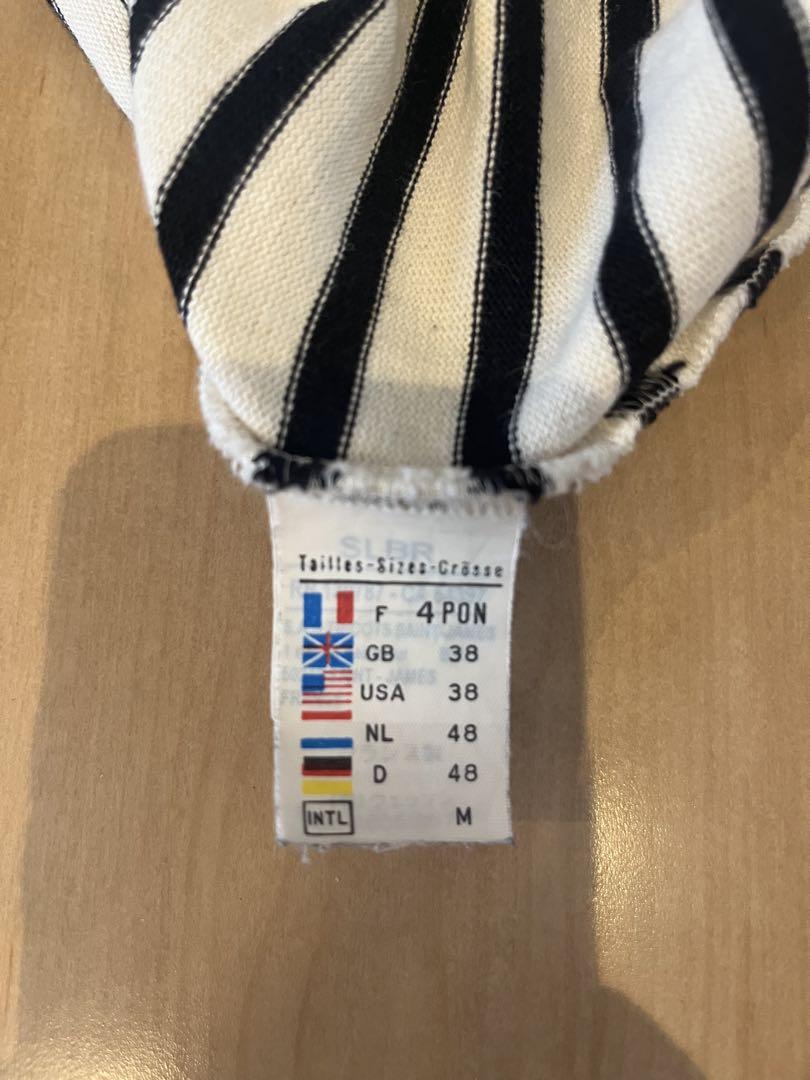 SLBR
Tailles-Sizes-Grösse
F 4 PON
GB 38
USA 38
NL 48
D 48
INTL M